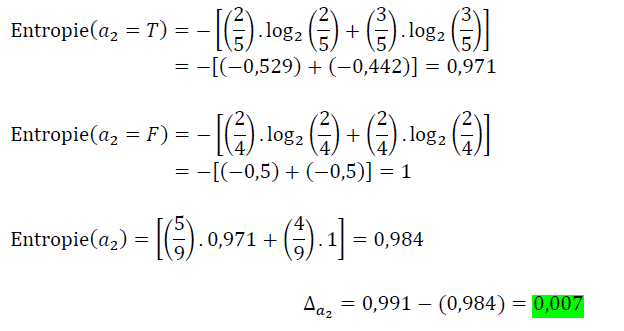 Entropie(a₂ = T) = −[(2/5).log₂(2/5) + (3/5).log₂(3/5)]
= −[(−0,529) + (−0,442)] = 0,971
Entropie(a₂ = F) = −[(2/4).log₂(2/4) + (2/4).log₂(2/4)]
= −[(−0,5) + (−0,5)] = 1
Entropie(a₂) = [(5/9).0,971 + (4/9).1] = 0,984
Δa₂ = 0,991 − (0,984) = 0,007